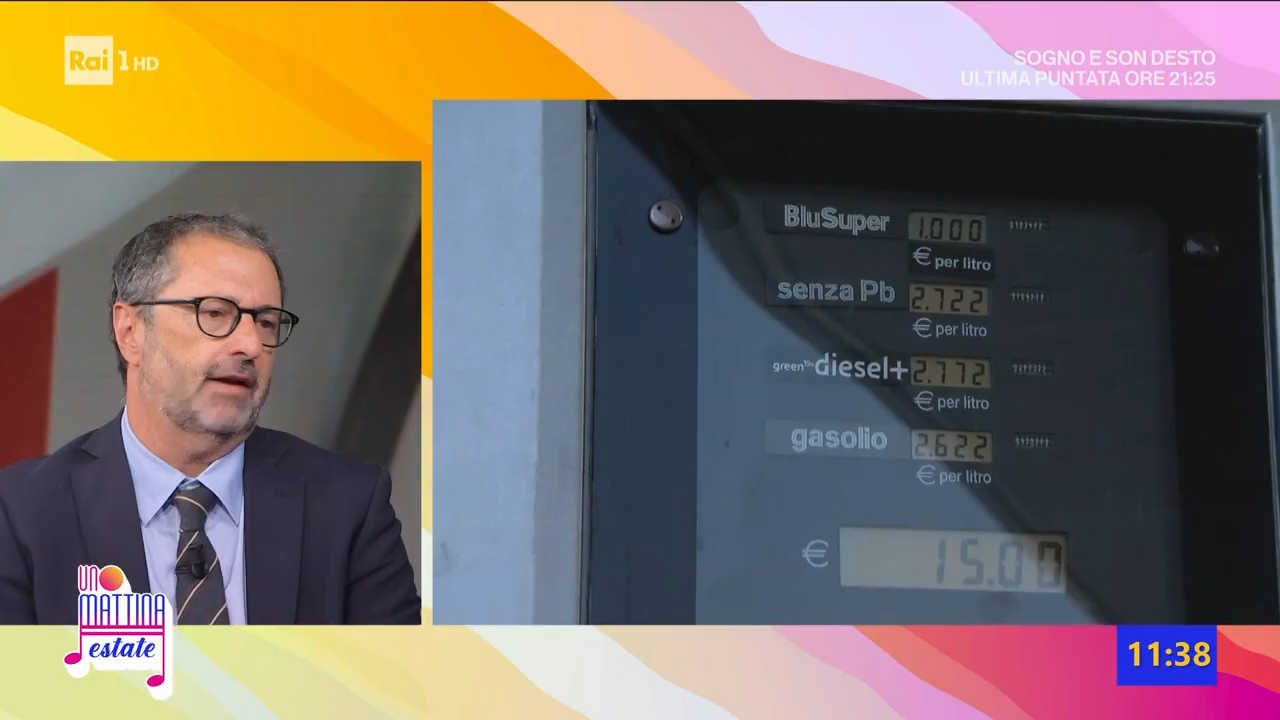 Rai 1 HD
SOGNO E SON DESTO
ULTIMA PUNTATA ORE 21:25
BluSuper 1.000
€ per litro
senza Pb 2.722
€ per litro
green diesel+ 2.772
€ per litro
gasolio 2.622
€ per litro
€ 15.00
UNO
MATTINA
estate
11:38